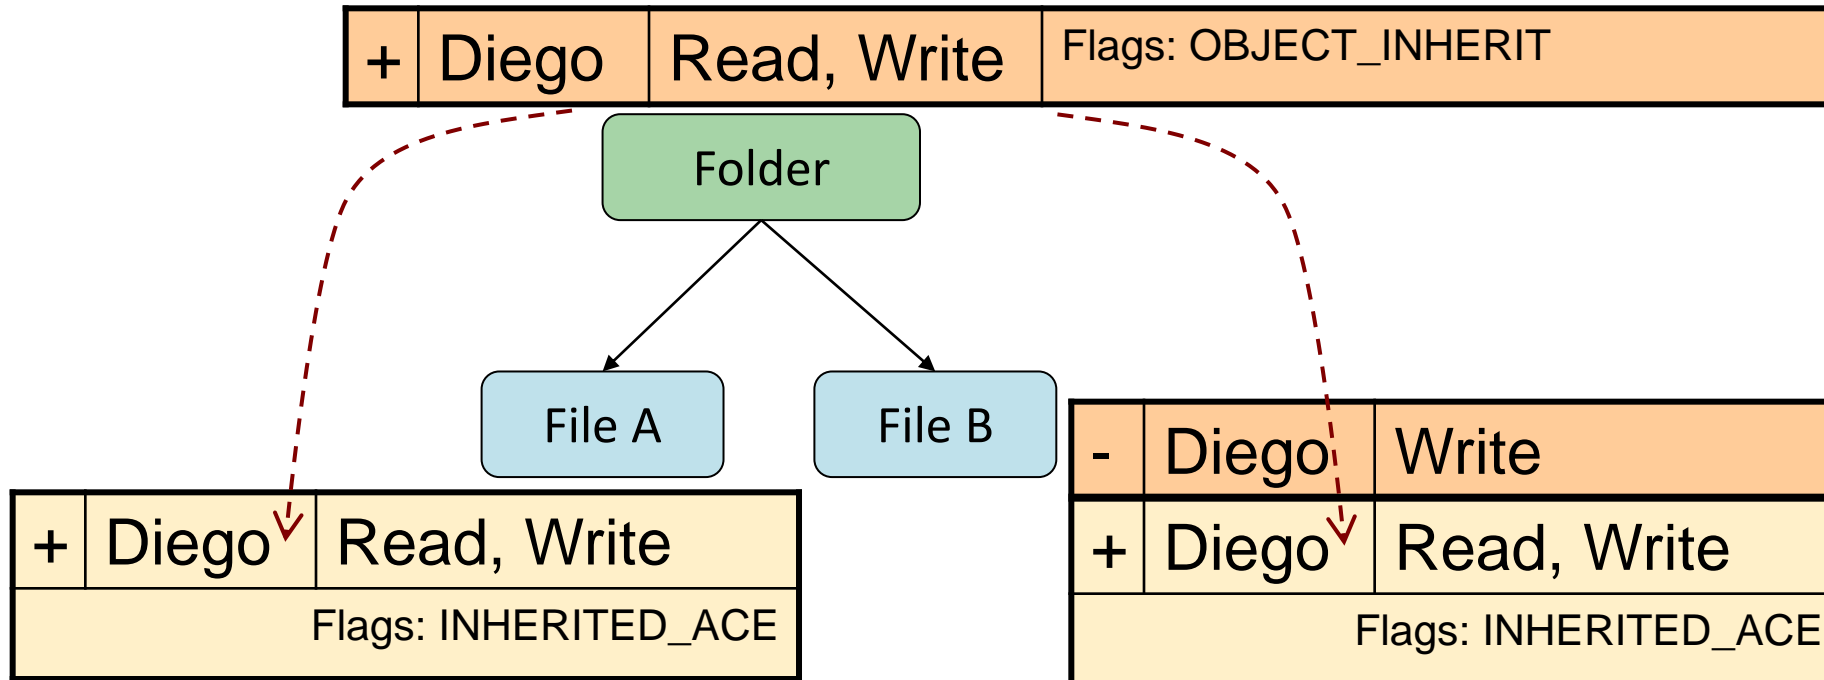 + Diego Read, Write Flags: OBJECT_INHERIT
Folder
File A File B
- Diego Write
+ Diego Read, Write
Flags: INHERITED_ACE
+ Diego Read, Write
Flags: INHERITED_ACE